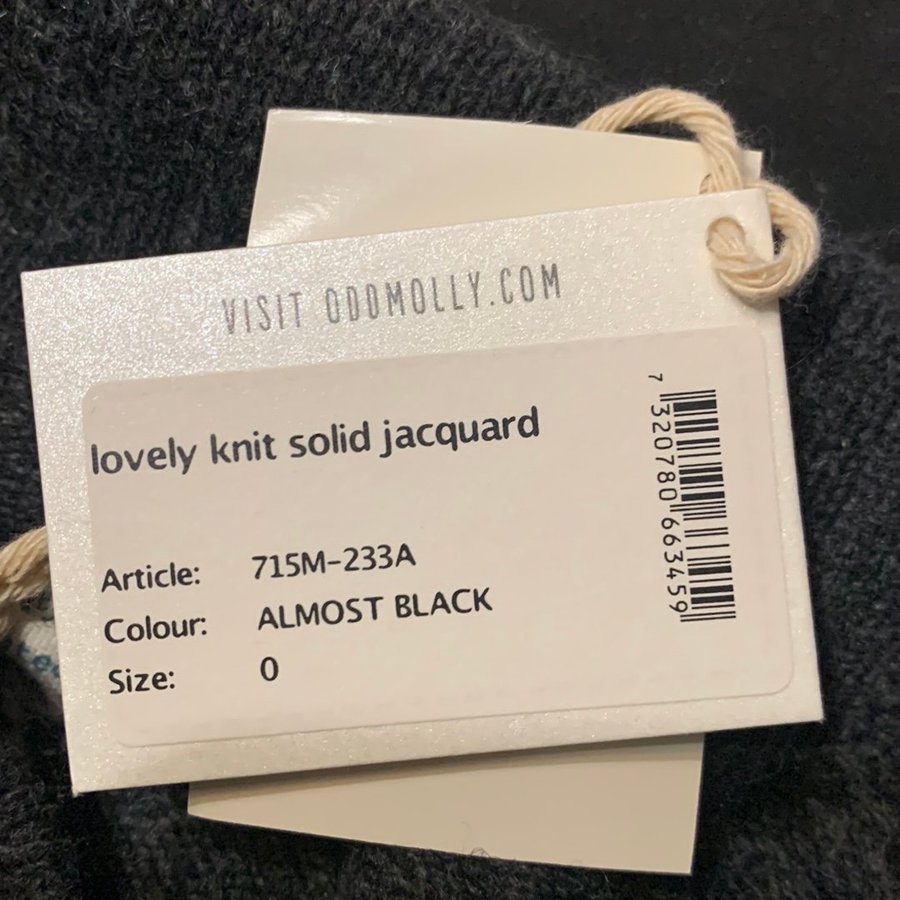 VISIT ODDMOLLY.COM
lovely knit solid jacquard
Article: 715M-233A
Colour: ALMOST BLACK
Size: 0
7 320780 663459